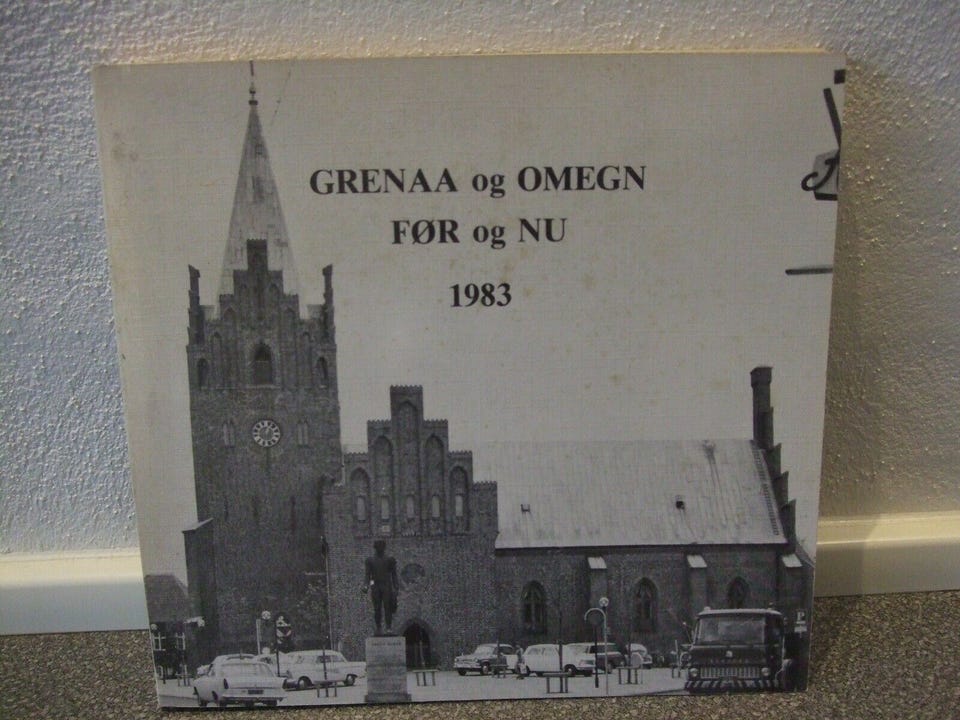 GRENAA og OMEGN
FØR og NU
1983